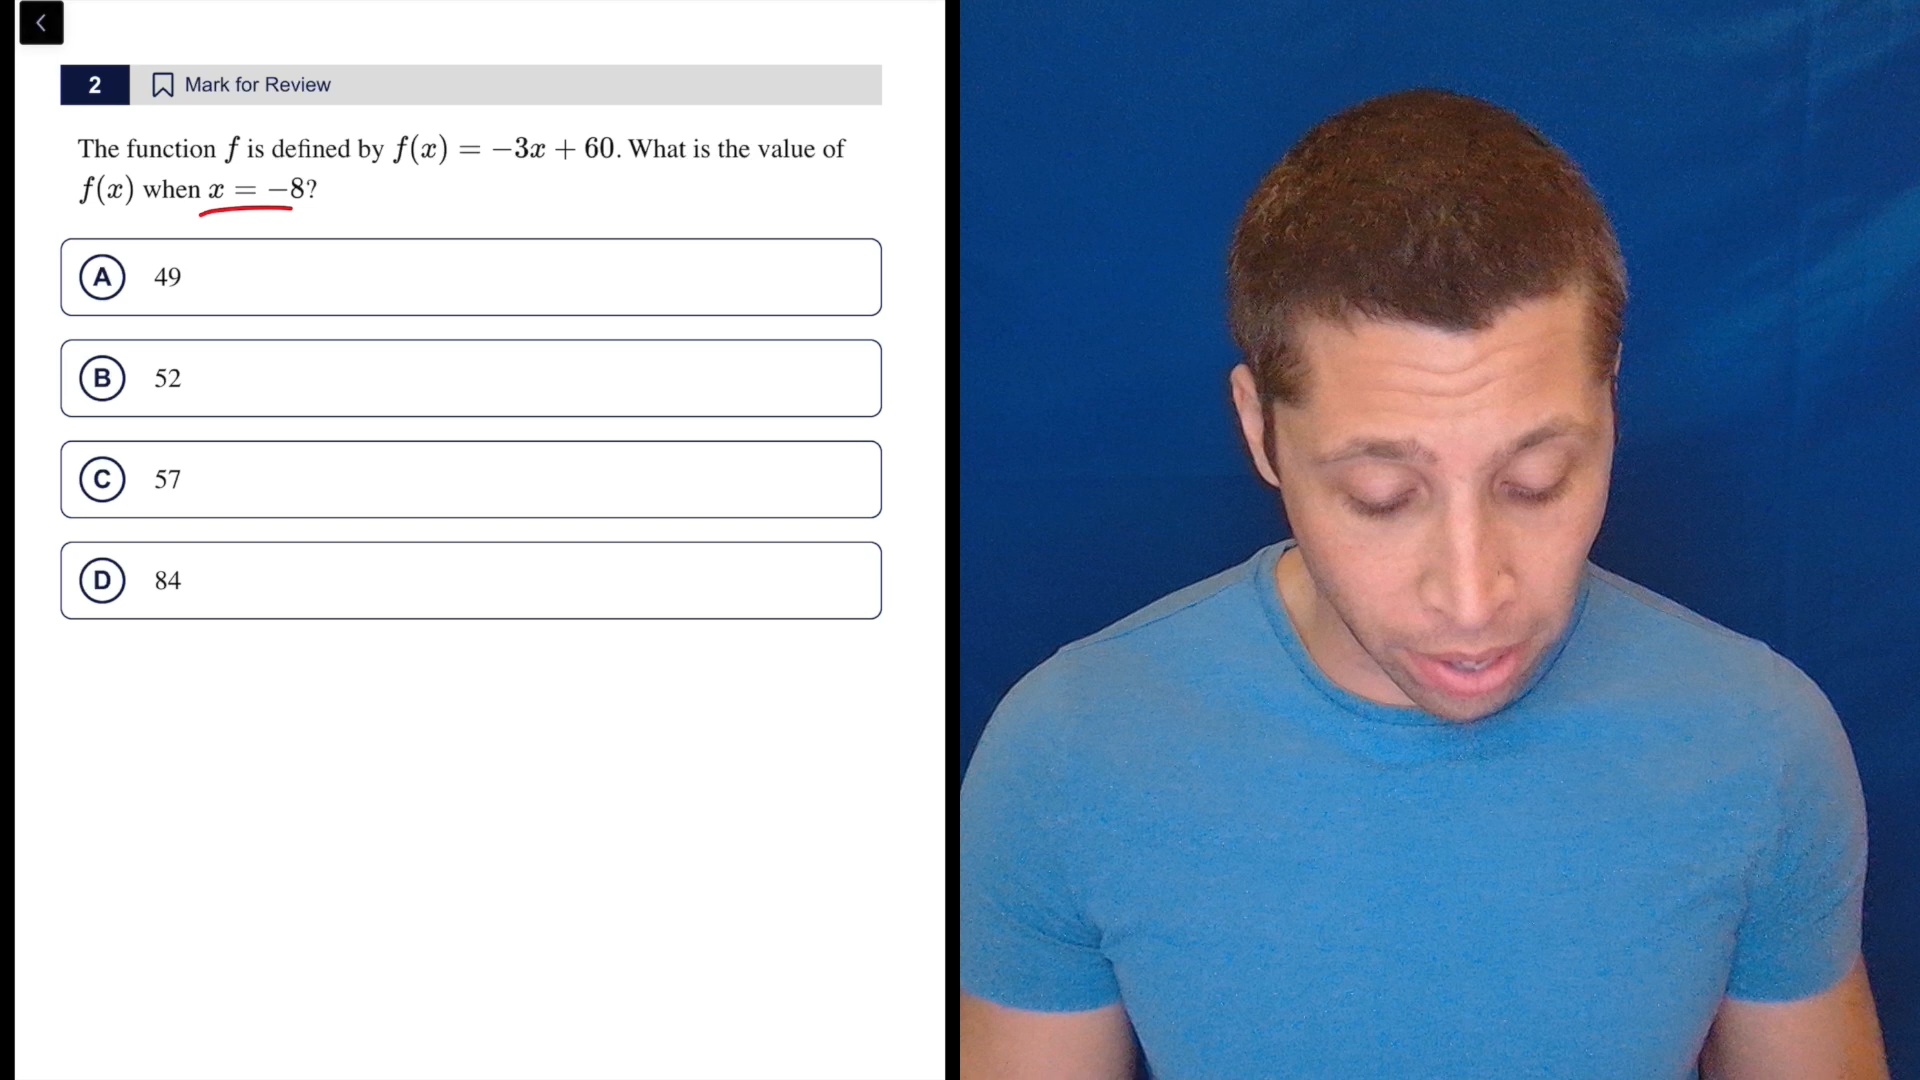 2 Mark for Review
The function f is defined by f(x) = −3x + 60. What is the value of
f(x) when x = −8?
A 49
B 52
C 57
D 84